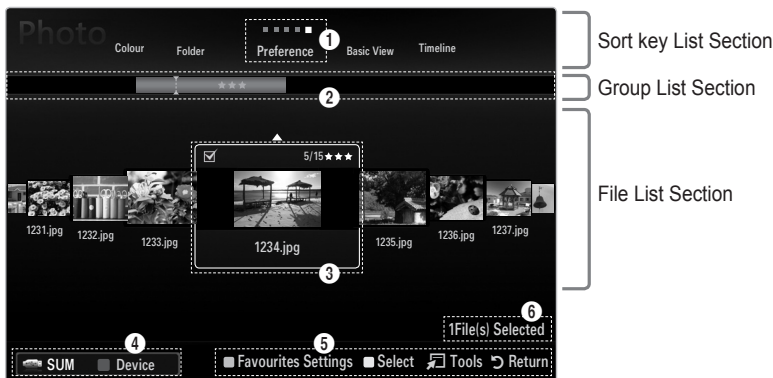 Photo
Colour Folder Preference Basic View Timeline
①
Sort key List Section
★★★
②
Group List Section
5/15★★★
File List Section
1231.jpg 1232.jpg 1233.jpg 1234.jpg 1235.jpg 1236.jpg 1237.jpg
③
⑥
1File(s) Selected
④ ⑤
SUM Device Favourites Settings Select Tools Return